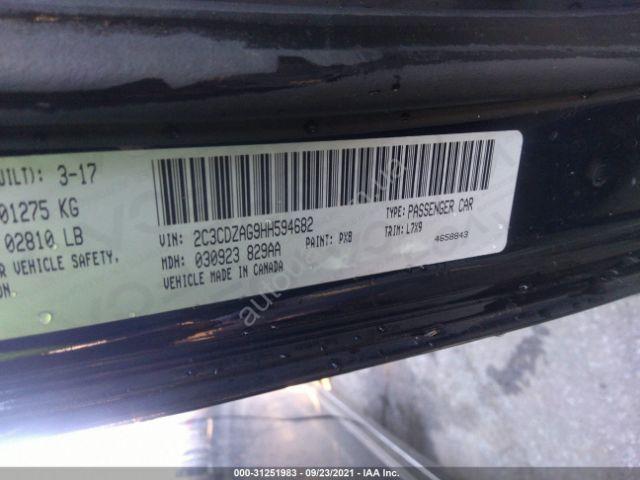 UILT): 3-17
01275 KG
02810 LB
R VEHICLE SAFETY,
ON.
VIN: 2C3CDZAG9HH594682
MDH: 030923 829AA
VEHICLE MADE IN CANADA
PAINT: PXB
TYPE: PASSENGER CAR
TRIM: L7X9
4658843
000-31251983 - 09/23/2021 - IAA Inc.